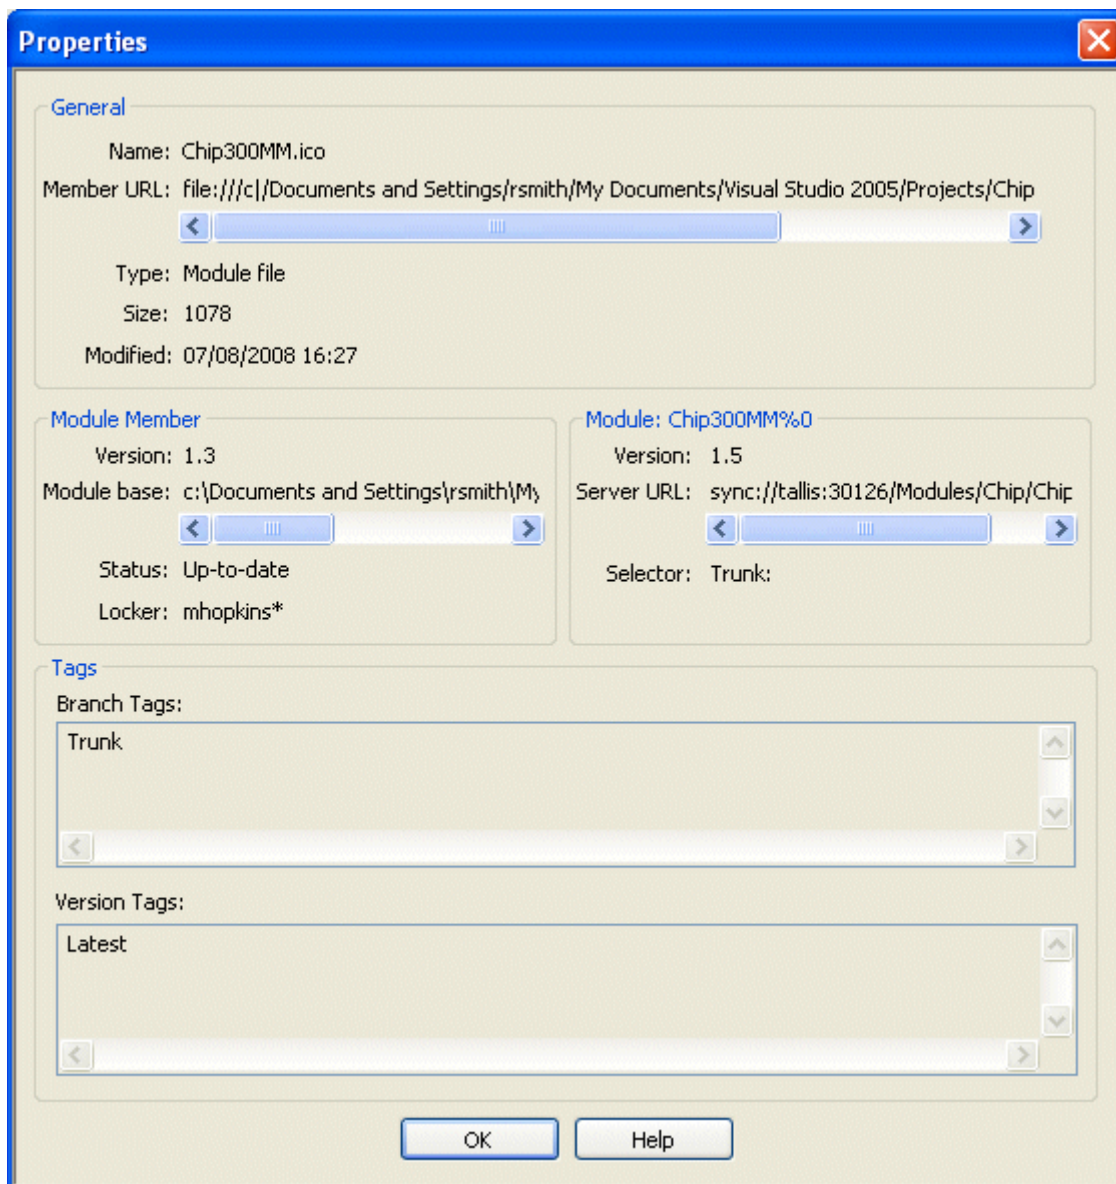 Properties
General
Name: Chip300MM.ico
Member URL: file:///c|/Documents and Settings/rsmith/My Documents/Visual Studio 2005/Projects/Chip
Type: Module file
Size: 1078
Modified: 07/08/2008 16:27
Module Member
Version: 1.3
Module base: c:\Documents and Settings\rsmith\My
Status: Up-to-date
Locker: mhopkins*
Module: Chip300MM%0
Version: 1.5
Server URL: sync://tallis:30126/Modules/Chip/Chip
Selector: Trunk:
Tags
Branch Tags:
Trunk
Version Tags:
Latest
OK
Help